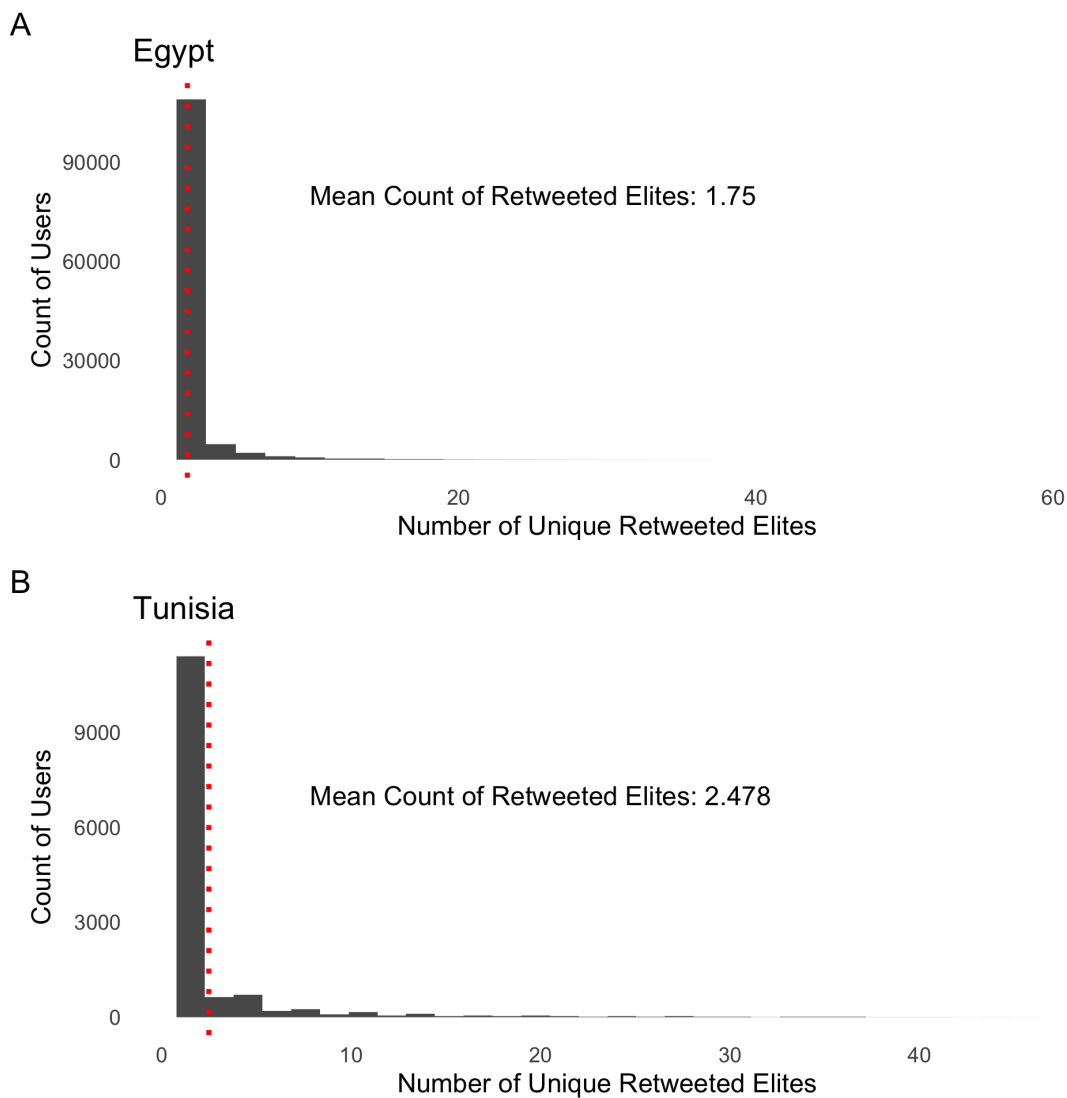 A
Egypt
90000
Mean Count of Retweeted Elites: 1.75
60000
30000
0
Count of Users
0 20 40 60
Number of Unique Retweeted Elites
B
Tunisia
9000
Mean Count of Retweeted Elites: 2.478
6000
3000
0
Count of Users
0 10 20 30 40
Number of Unique Retweeted Elites